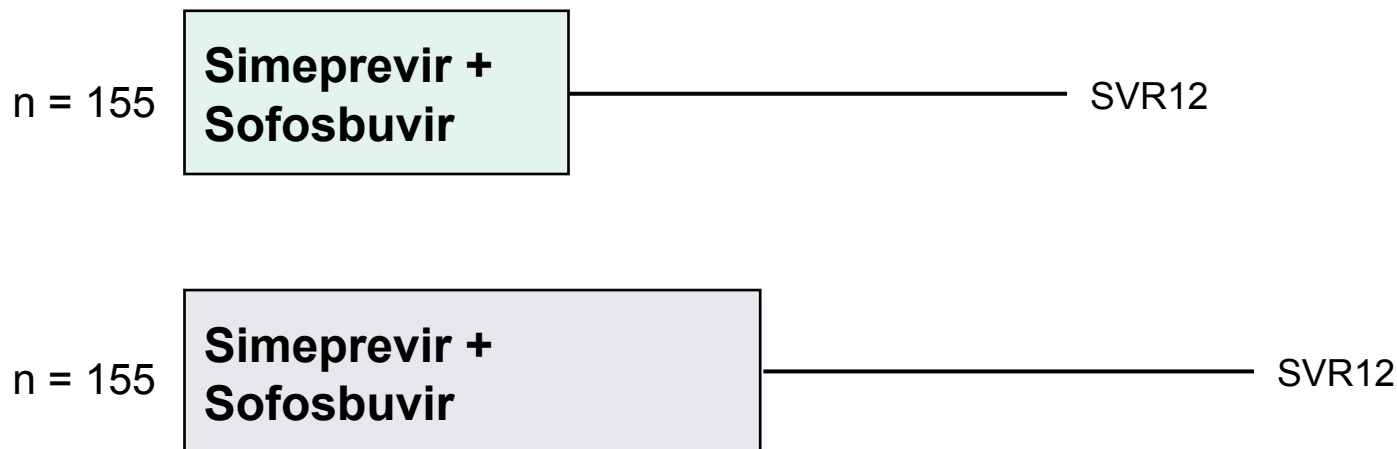 n = 155
Simeprevir +
Sofosbuvir
SVR12
n = 155
Simeprevir +
Sofosbuvir
SVR12